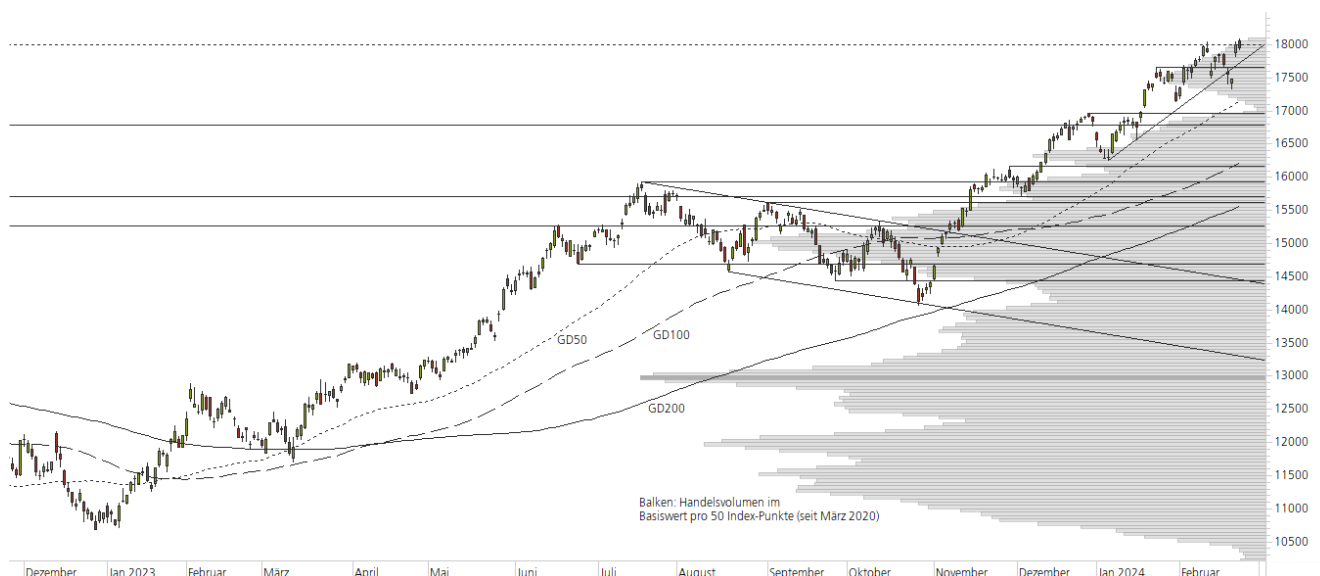 18000
17500
17000
16500
16000
15500
15000
14500
14000
13500
13000
12500
12000
11500
11000
10500
GD50
GD100
GD200
Balken: Handelsvolumen im
Basiswert pro 50 Index-Punkte (seit März 2020)
Dezember Jan 2023 Februar März April Mai Juni Juli August September Oktober November Dezember Jan 2024 Februar